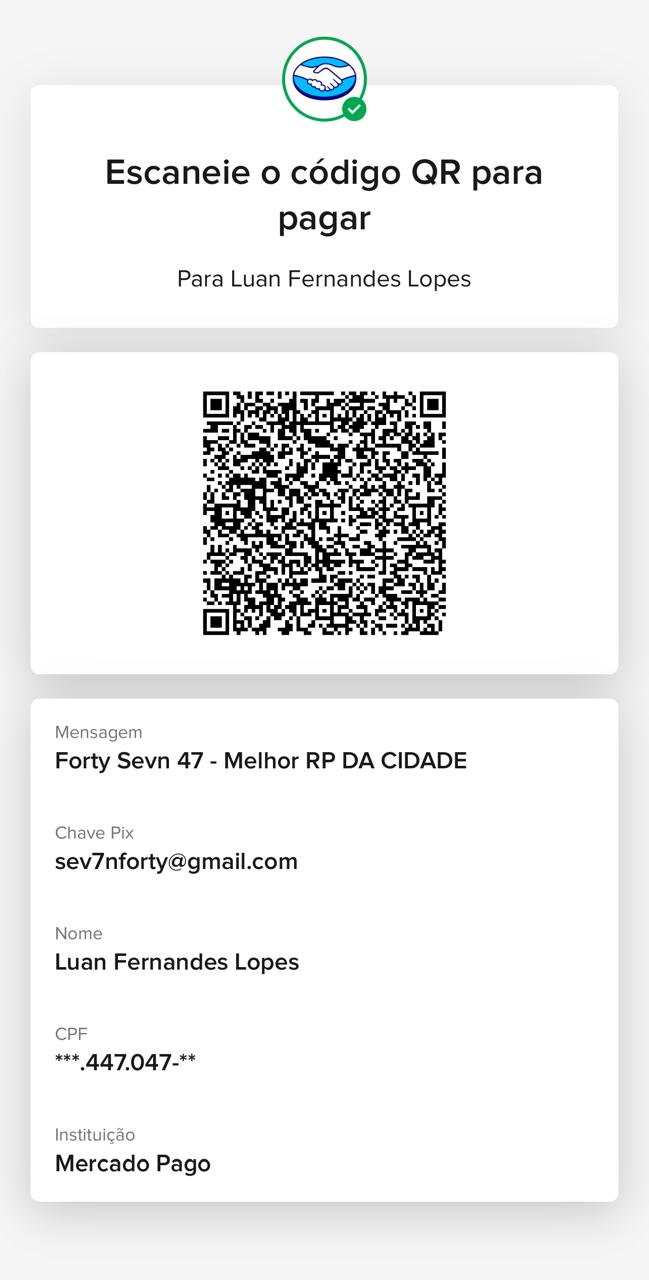 Escaneie o código QR para
pagar
Para Luan Fernandes Lopes
Mensagem
Forty Sevn 47 - Melhor RP DA CIDADE
Chave Pix
sev7nforty@gmail.com
Nome
Luan Fernandes Lopes
CPF
***.447.047-**
Instituição
Mercado Pago